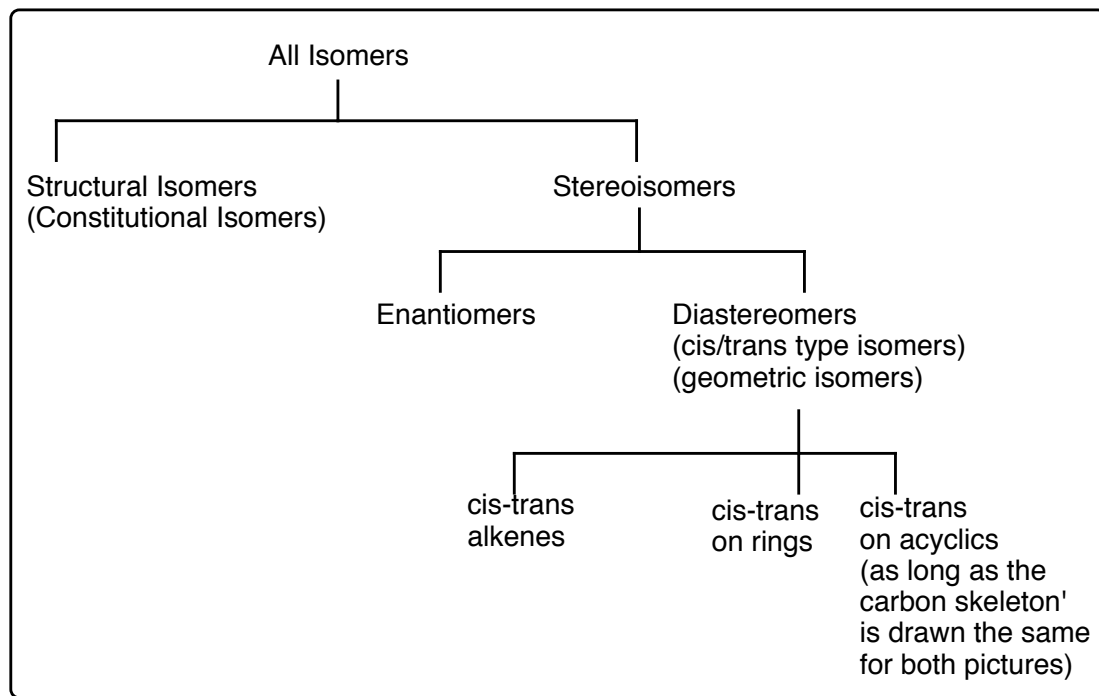 All Isomers
Structural Isomers
(Constitutional Isomers)
Stereoisomers
Enantiomers
Diastereomers
(cis/trans type isomers)
(geometric isomers)
cis-trans
alkenes
cis-trans
on rings
cis-trans
on acyclics
(as long as the
carbon skeleton'
is drawn the same
for both pictures)